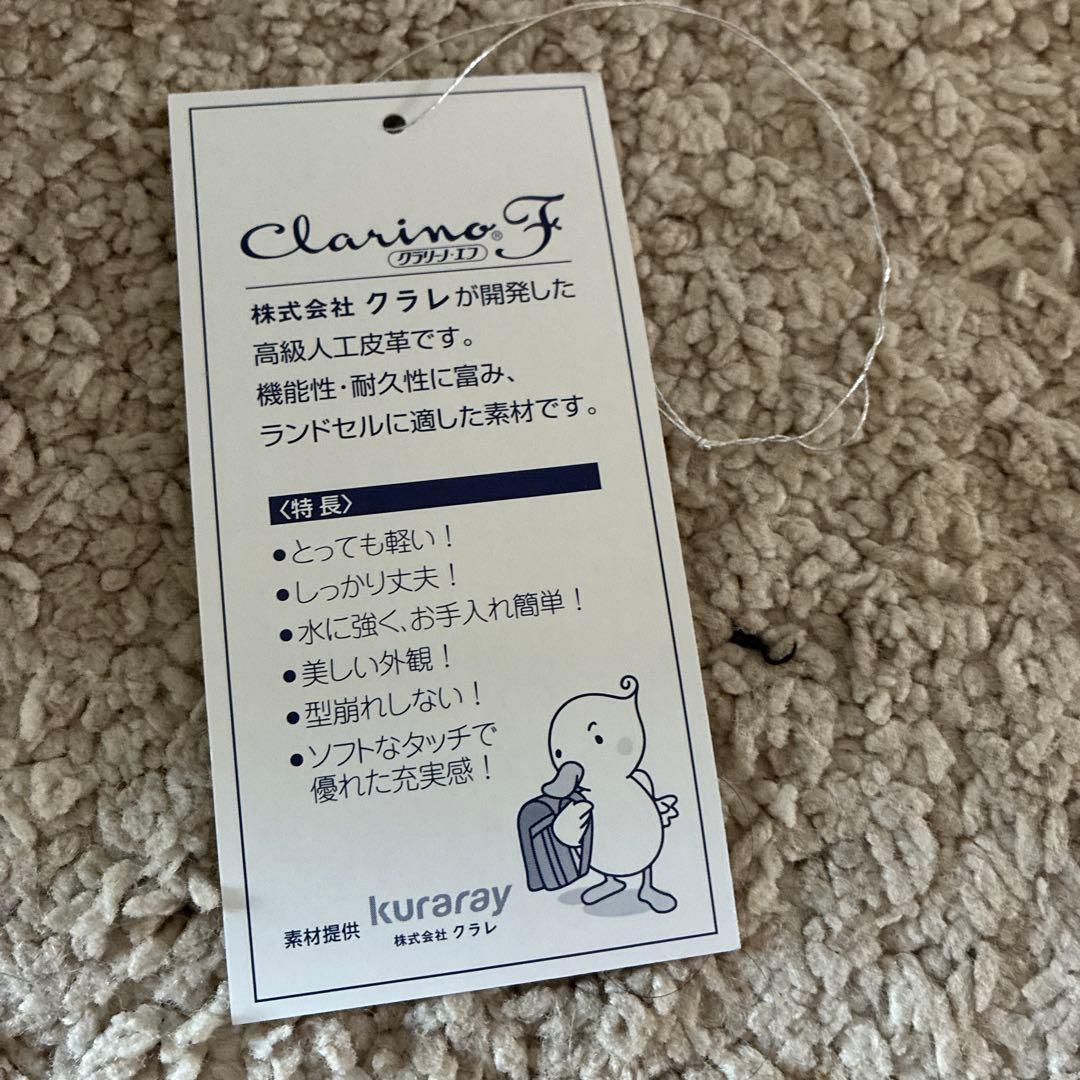 Clarino® F
クラリーノ・エフ
株式会社 クラレが開発した
高級人工皮革です。
機能性・耐久性に富み、
ランドセルに適した素材です。
〈特長〉
●とっても軽い！
●しっかり丈夫！
●水に強く、お手入れ簡単！
●美しい外観！
●型崩れしない！
●ソフトなタッチで
優れた充実感！
素材提供 kuraray
株式会社 クラレ